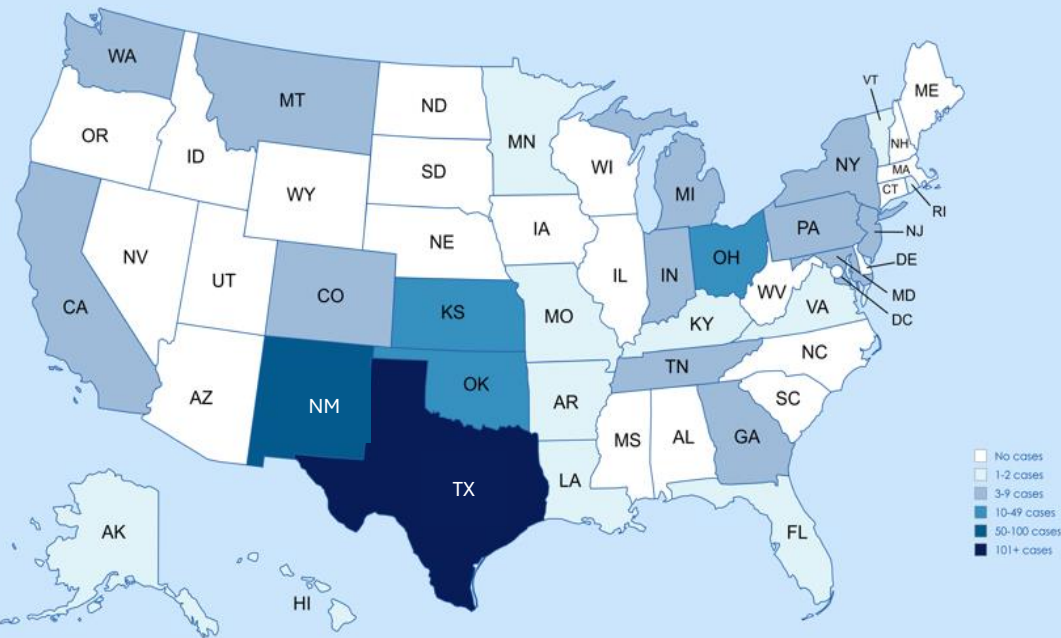 WA
MT
ND
MN
VT
ME
OR
ID
SD
WI
NH
NY
MA
WY
MI
CT
RI
IA
PA
NJ
NE
NV
OH
DE
UT
IL
IN
CO
WV
MD
CA
KS
MO
VA
DC
KY
NC
TN
OK
AZ
NM
AR
SC
MS
AL
GA
No cases
TX
LA
1-2 cases
3-9 cases
10-49 cases
AK
FL
50-100 cases
101+ cases
HI